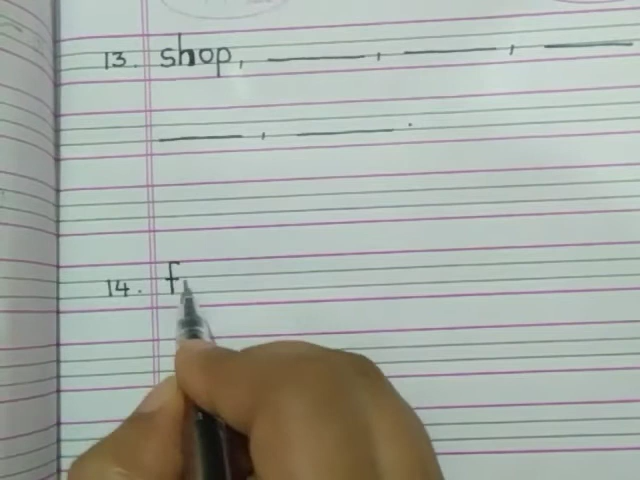 13. shop, ____ , ____ , ____
____ , ____ .
14. f